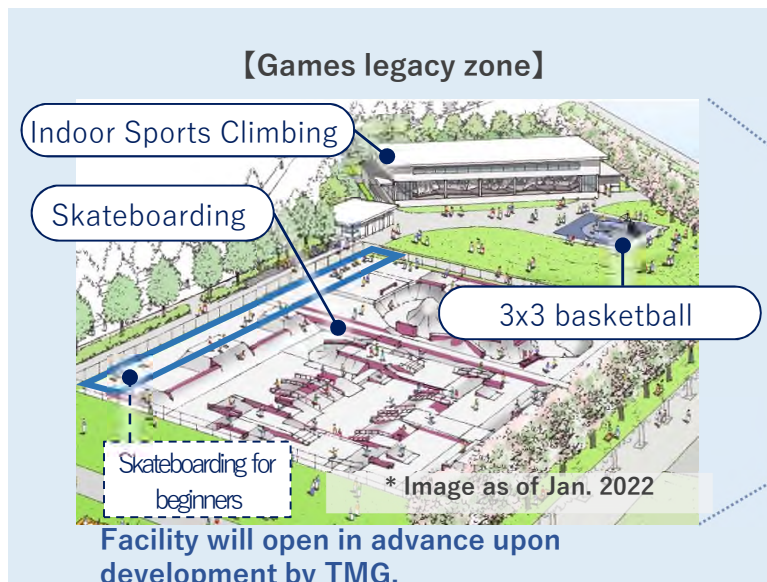 【Games legacy zone】
Indoor Sports Climbing
Skateboarding
3x3 basketball
Skateboarding for
beginners
* Image as of Jan. 2022
Facility will open in advance upon
development by TMG.